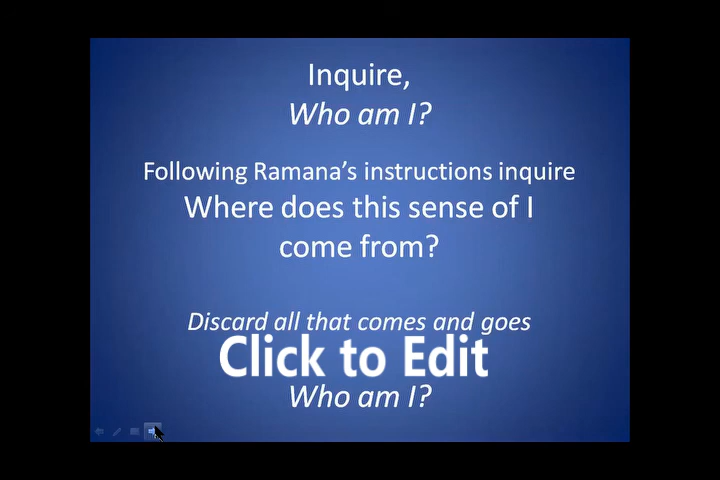 Inquire,
Who am I?
Following Ramana's instructions inquire
Where does this sense of I
come from?
Discard all that comes and goes
Click to Edit
Who am I?